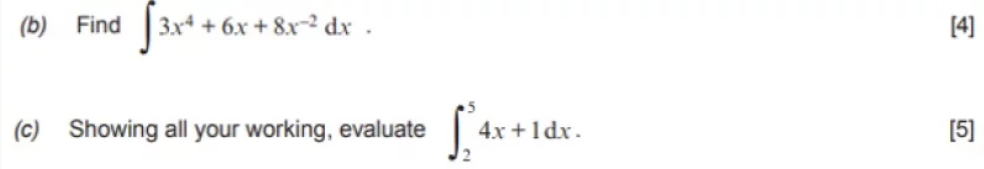 (b) Find ∫ 3x⁴ + 6x + 8x⁻² dx . [4]
(c) Showing all your working, evaluate ∫₂⁵ 4x + 1 dx . [5]